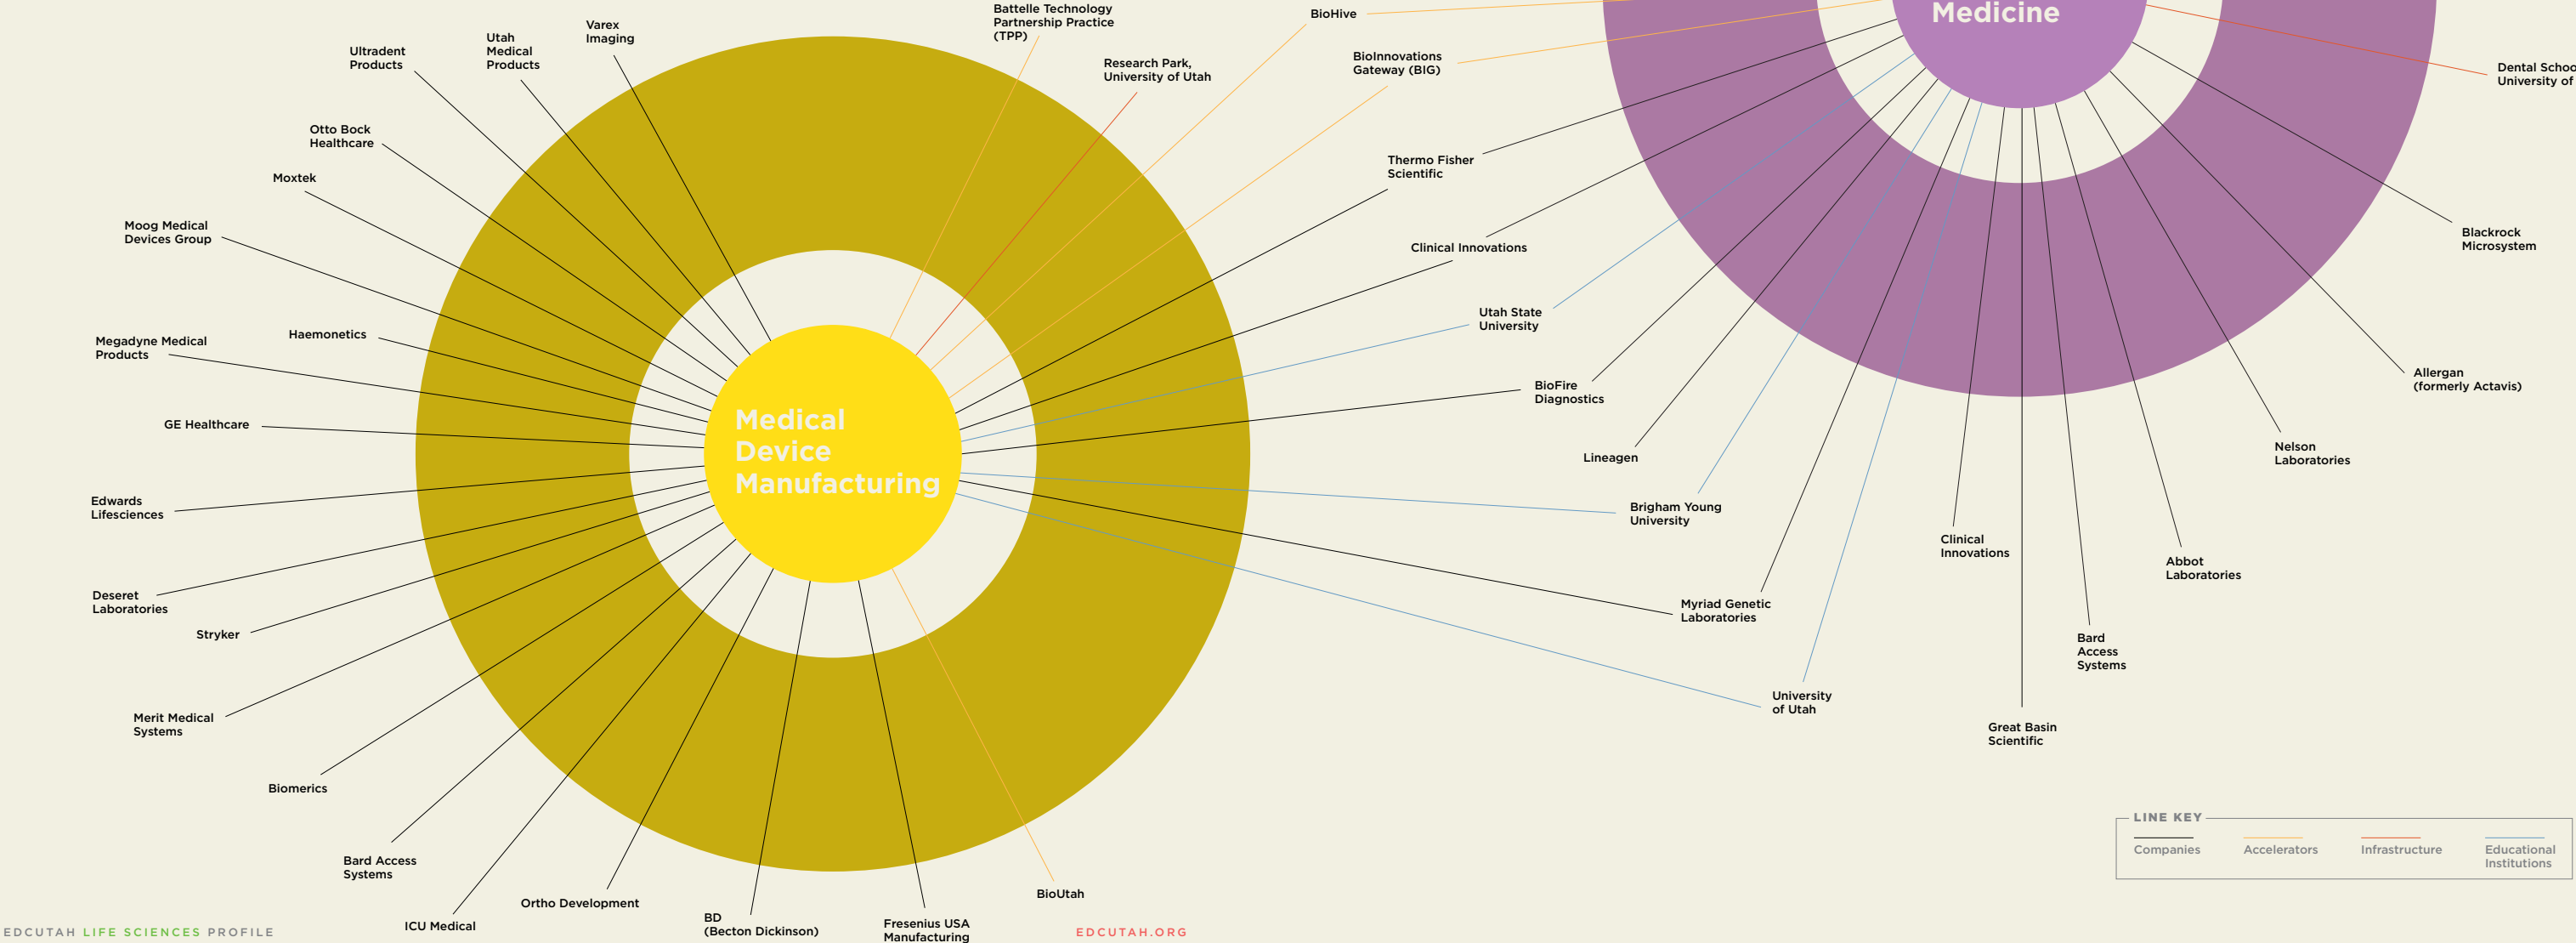 Battelle Technology
Partnership Practice
(TPP)
BioHive
Medicine
Varex
Imaging
Utah
Medical
Products
Ultradent
Products
BioInnovations
Gateway (BIG)
Research Park,
University of Utah
Dental
University of
Otto Bock
Healthcare
Thermo Fisher
Scientific
Moxtek
Moog Medical
Devices Group
Blackrock
Microsystem
Clinical Innovations
Utah State
University
Haemonetics
Megadyne Medical
Products
Allergan
(formerly Actavis)
BioFire
Diagnostics
GE Healthcare
Medical
Device
Manufacturing
Nelson
Laboratories
Lineagen
Edwards
Lifesciences
Brigham Young
University
Clinical
Innovations
Abbot
Laboratories
Deseret
Laboratories
Myriad Genetic
Laboratories
Stryker
Bard
Access
Systems
University
of Utah
Merit Medical
Systems
Great Basin
Scientific
Biomerics
LINE KEY
Companies
Accelerators
Infrastructure
Educational
Institutions
Bard Access
Systems
BioUtah
Ortho Development
BD
(Becton Dickinson)
Fresenius USA
Manufacturing
ICU Medical
EDCUTAH LIFE SCIENCES PROFILE
EDCUTAH.ORG